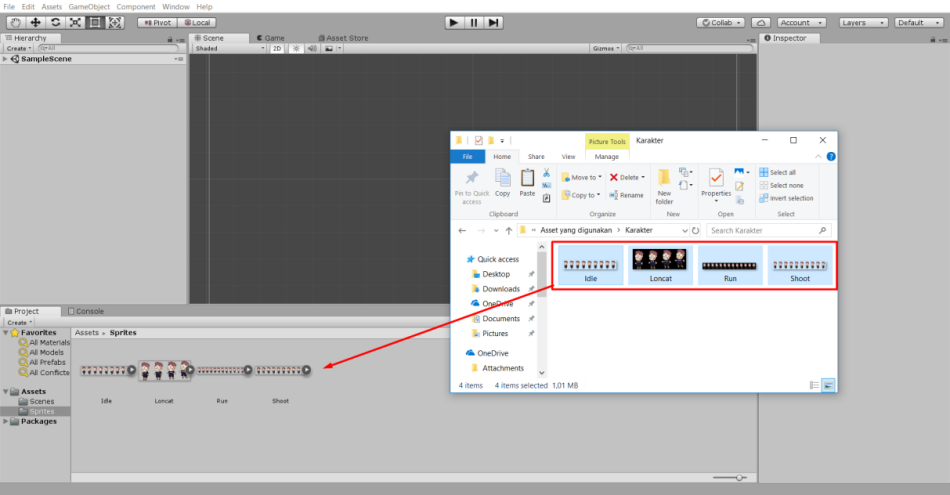 File Edit Assets GameObject Component Window Help
Pivot Local Collab Account Layers Default
Hierarchy Scene Game Asset Store Inspector
Create All Shaded 2D Gizmos All
SampleScene
Picture Tools Karakter
File Home Share View Manage
Pin to Quick access Copy Paste
Move to Copy to Delete Rename
New folder Properties
Select all
Select none
Invert selection
Clipboard Organize New Open Select
Asset yang digunakan Karakter Search Karakter
Quick access
Desktop
Downloads
OneDrive
Documents
Pictures
OneDrive
Attachments
Idle Loncat Run Shoot
4 items 4 items selected 1,01 MB
Project Console
Create
Favorites
All Materials
All Models
All Prefabs
All Conflicte
Assets
Scenes
Sprites
Packages
Assets Sprites
Idle Loncat Run Shoot